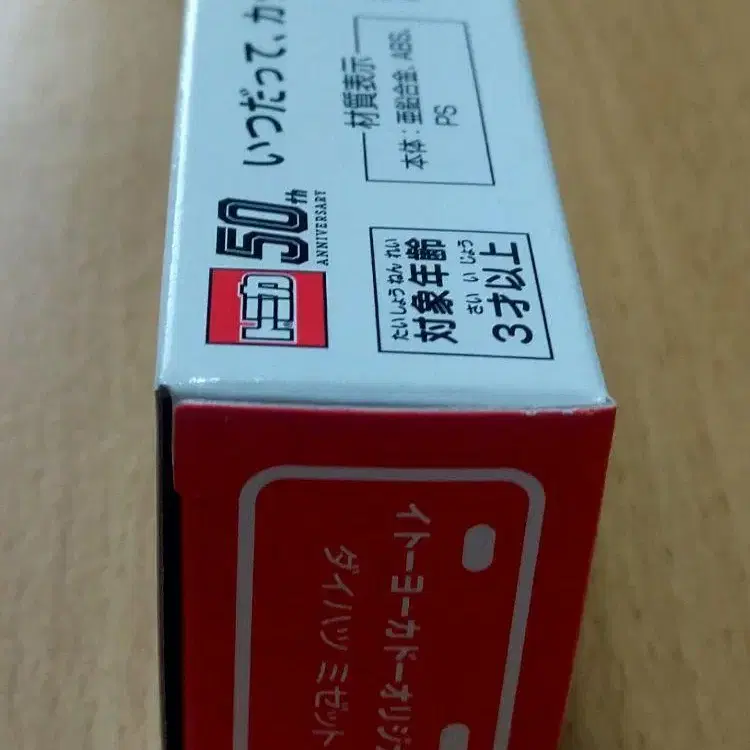 トミカ
50th
ANNIVERSARY
いつだって、カッ
材質表示
本体:亜鉛合金、ABS、
PS
たいしょうねんれい
対象年齢
さいいじょう
3才以上
イトーヨーカドーオリジ
ダイハツ ミゼット